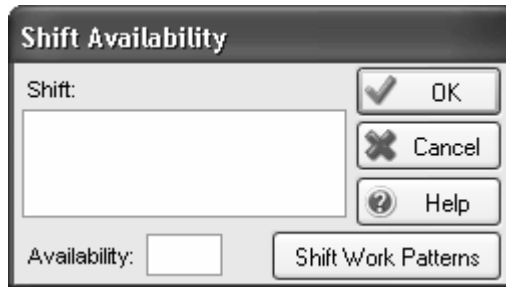 Shift Availability
Shift:
OK
Cancel
Help
Availability:
Shift Work Patterns